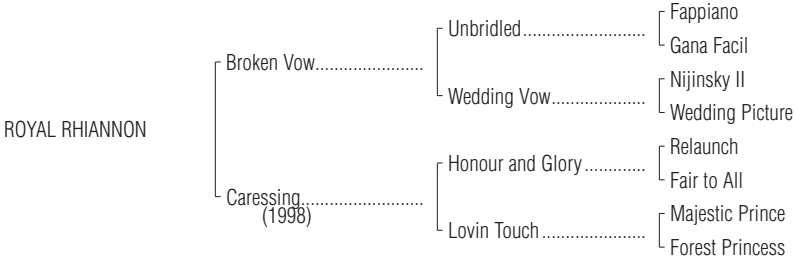 Fappiano
Unbridled..........................
Gana Facil
Broken Vow.......................
Nijinsky II
Wedding Vow....................
Wedding Picture
ROYAL RHIANNON
Relaunch
Honour and Glory.............
Fair to All
Caressing..........................
(1998)
Majestic Prince
Lovin Touch......................
Forest Princess